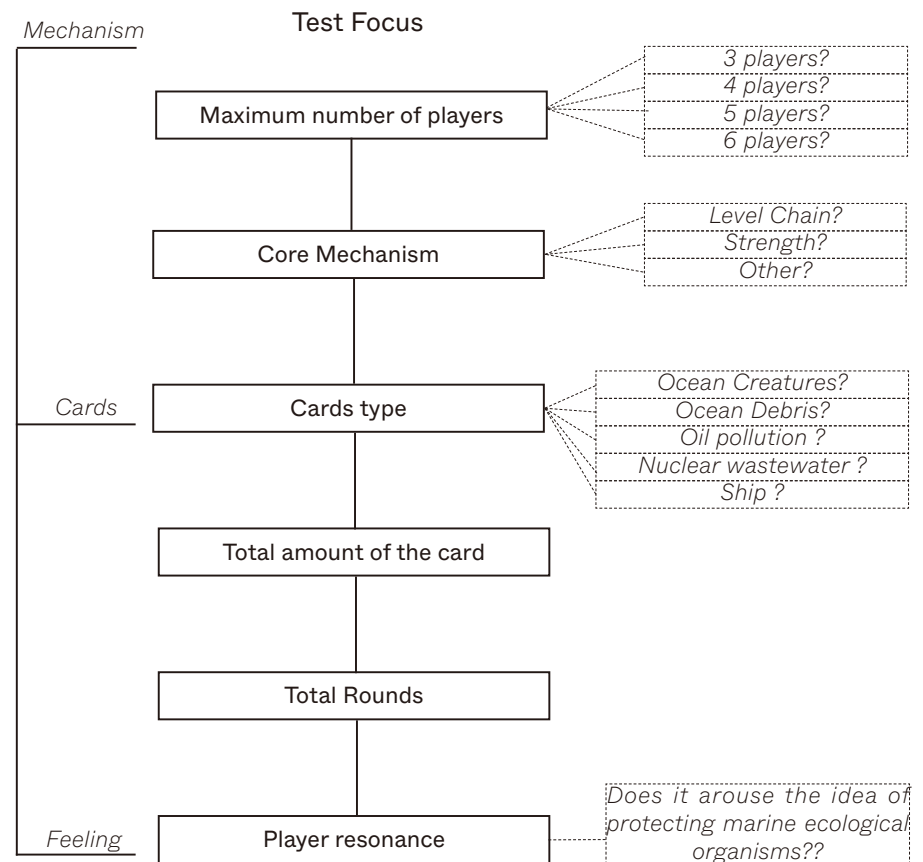 Mechanism
Test Focus
Maximum number of players
3 players?
4 players?
5 players?
6 players?
Core Mechanism
Level Chain?
Strength?
Other?
Cards
Cards type
Ocean Creatures?
Ocean Debris?
Oil pollution ?
Nuclear wastewater ?
Ship ?
Total amount of the card
Total Rounds
Feeling
Player resonance
Does it arouse the idea of
protecting marine ecological
organisms??